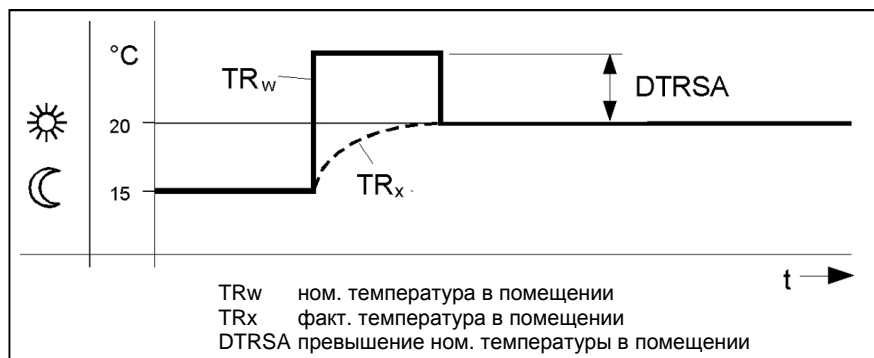 °C
TRw
DTRSA
20
TRx
15
t
TRw ном. температура в помещении
TRx факт. температура в помещении
DTRSA превышение ном. температуры в помещении